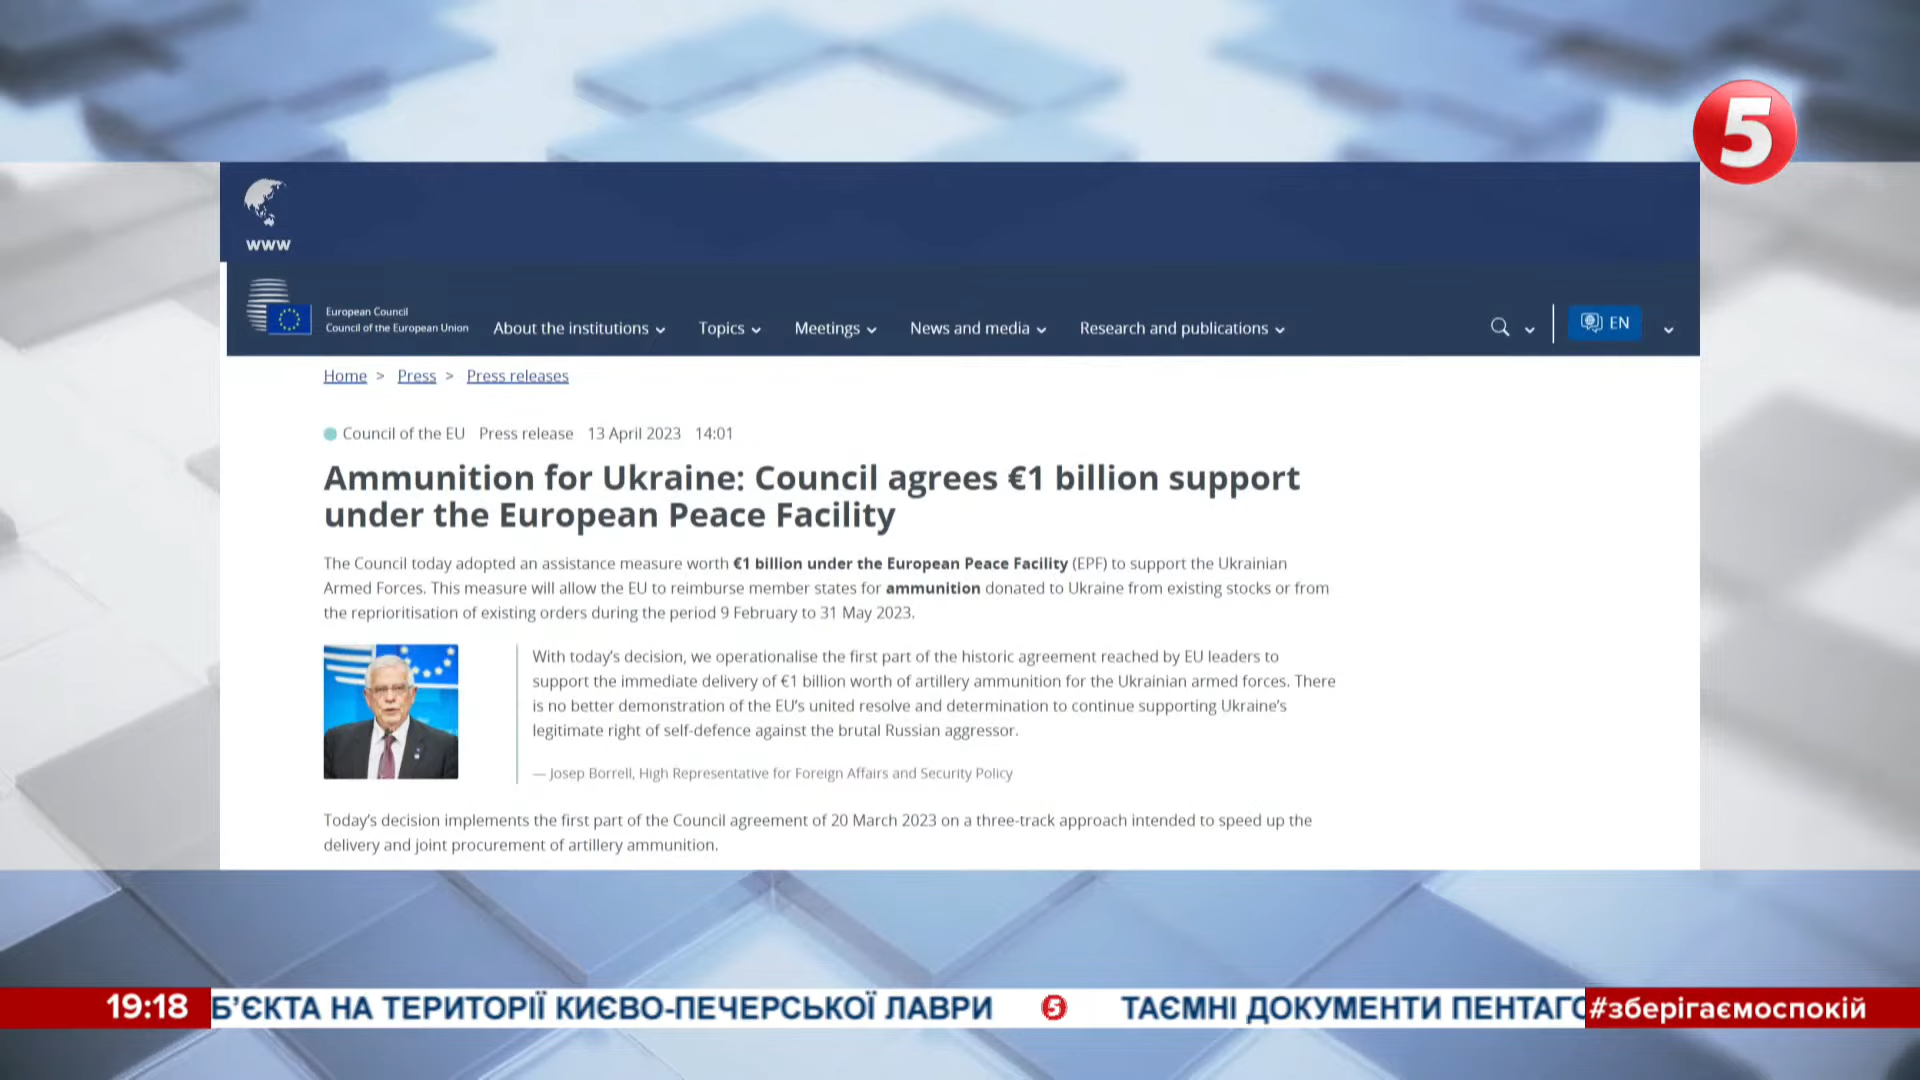 5
www
European Council
Council of the European Union
About the institutions
Topics
Meetings
News and media
Research and publications
EN
Home > Press > Press releases
Council of the EU Press release 13 April 2023 14:01
Ammunition for Ukraine: Council agrees €1 billion support
under the European Peace Facility
The Council today adopted an assistance measure worth €1 billion under the European Peace Facility (EPF) to support the Ukrainian
Armed Forces. This measure will allow the EU to reimburse member states for ammunition donated to Ukraine from existing stocks or from
the reprioritisation of existing orders during the period 9 February to 31 May 2023.
With today’s decision, we operationalise the first part of the historic agreement reached by EU leaders to
support the immediate delivery of €1 billion worth of artillery ammunition for the Ukrainian armed forces. There
is no better demonstration of the EU’s united resolve and determination to continue supporting Ukraine’s
legitimate right of self-defence against the brutal Russian aggressor.
— Josep Borrell, High Representative for Foreign Affairs and Security Policy
Today’s decision implements the first part of the Council agreement of 20 March 2023 on a three-track approach intended to speed up the
delivery and joint procurement of artillery ammunition.
19:18
Б’ЄКТА НА ТЕРИТОРІЇ КИЄВО-ПЕЧЕРСЬКОЇ ЛАВРИ 5 ТАЄМНІ ДОКУМЕНТИ ПЕНТАГО
#зберігаємоспокій